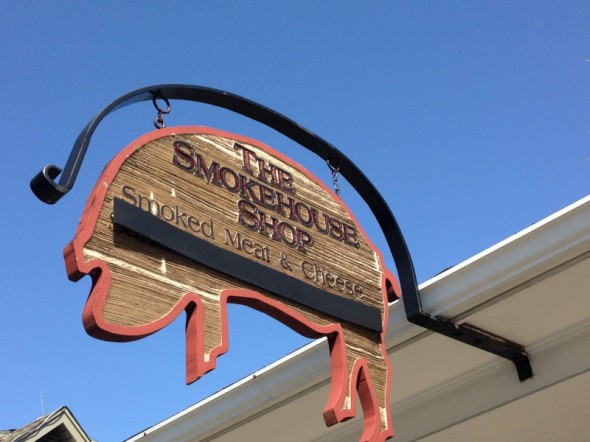 THE
SMOKEHOUSE
SHOP
Smoked Meat & Cheese